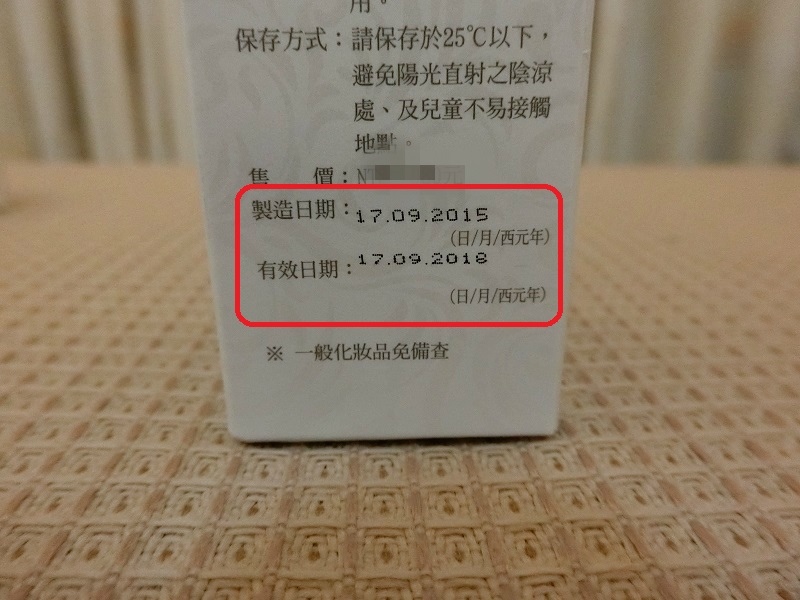 用。
保存方式：請保存於25℃以下，
避免陽光直射之陰涼
處、及兒童不易接觸
地點。
售　　價：N 元
製造日期：17.09.2015
(日/月/西元年)
有效日期：17.09.2018
(日/月/西元年)
※ 一般化妝品免備查